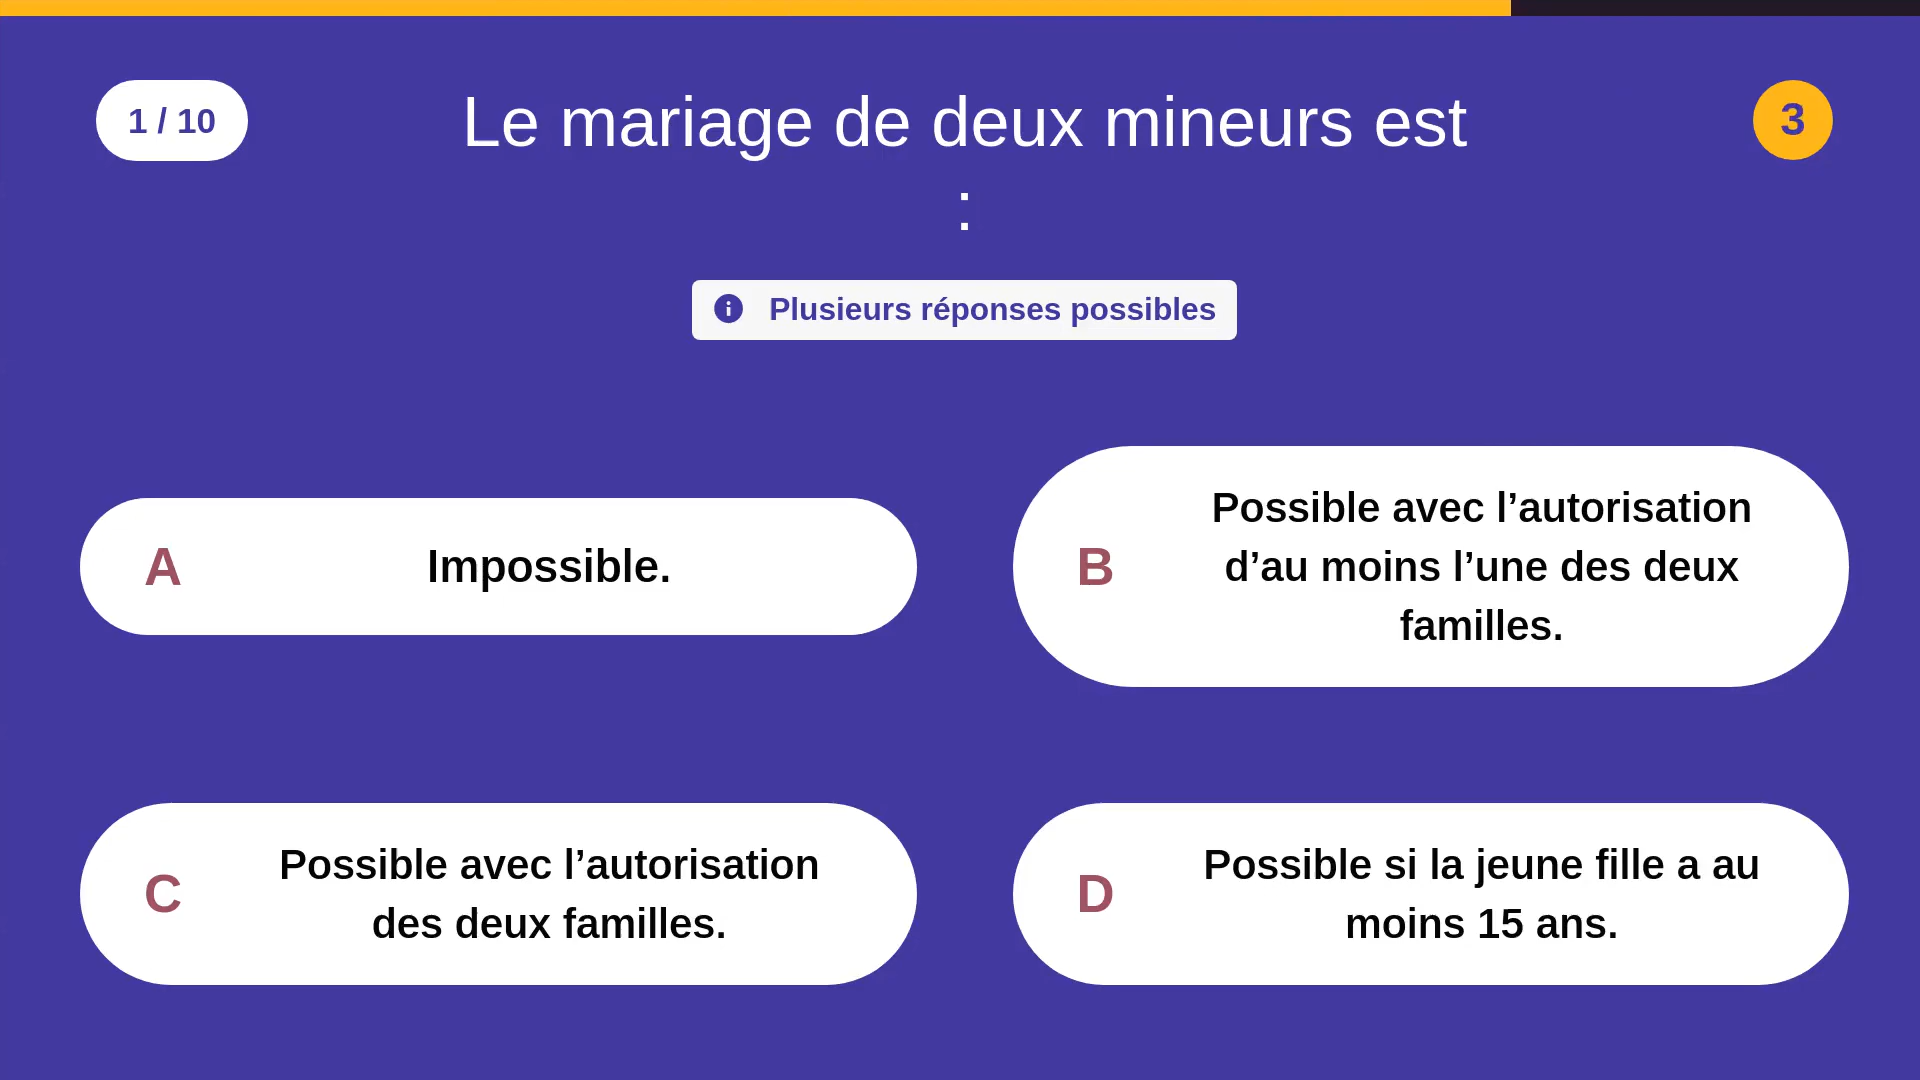 1 / 10
Le mariage de deux mineurs est
:
3
Plusieurs réponses possibles
A
Impossible.
B
Possible avec l’autorisation
d’au moins l’une des deux
familles.
C
Possible avec l’autorisation
des deux familles.
D
Possible si la jeune fille a au
moins 15 ans.